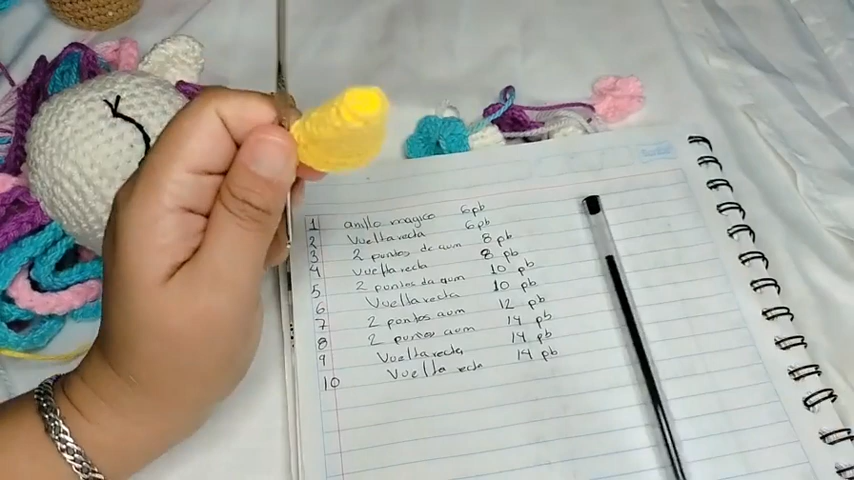 1 anillo magico 6pb
2 Vuelta recta 6pb
3 2 puntos de aum 8 pb
4 vuelta recta 8 pb
5 2 puntos da aum 10 pb
6 Vuelta recta 10 pb
7 2 puntos aum 12 pb
8 2 puntos aum 14 pb
9 Vuelta recta 14 pb
10 Vuelta recta 14 pb